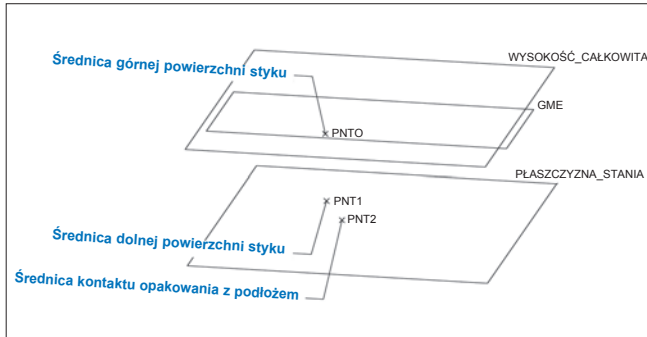 WYSOKOŚĆ_CAŁKOWITA
Średnica górnej powierzchni styku
GME
PNTO
PŁASZCZYZNA_STANIA
PNT1
PNT2
Średnica dolnej powierzchni styku
Średnica kontaktu opakowania z podłożem